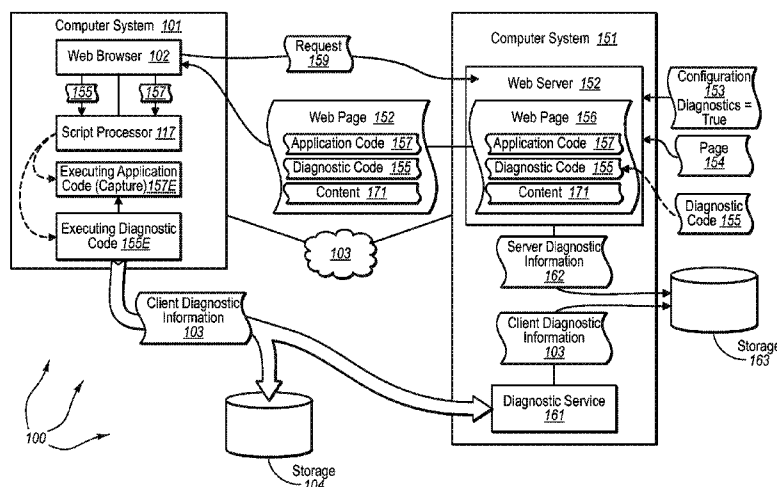 Computer System 101
Web Browser
102
155
157
Script Processor 117
Executing Application
Code (Capture) 157E
Executing Diagnostic
Code 155E
Request
159
Web Page
152
Application Code 157
Diagnostic Code 155
Content 171
103
Client Diagnostic
Information
103
100
Storage
104
Computer System 151
Web Server
152
Web Page
156
Application Code 157
Diagnostic Code 155
Content 171
Server Diagnostic
Information
162
Client Diagnostic
Information
103
Diagnostic Service
161
Configuration
153
Diagnostics =
True
Page
154
Diagnostic
Code 155
Storage
163